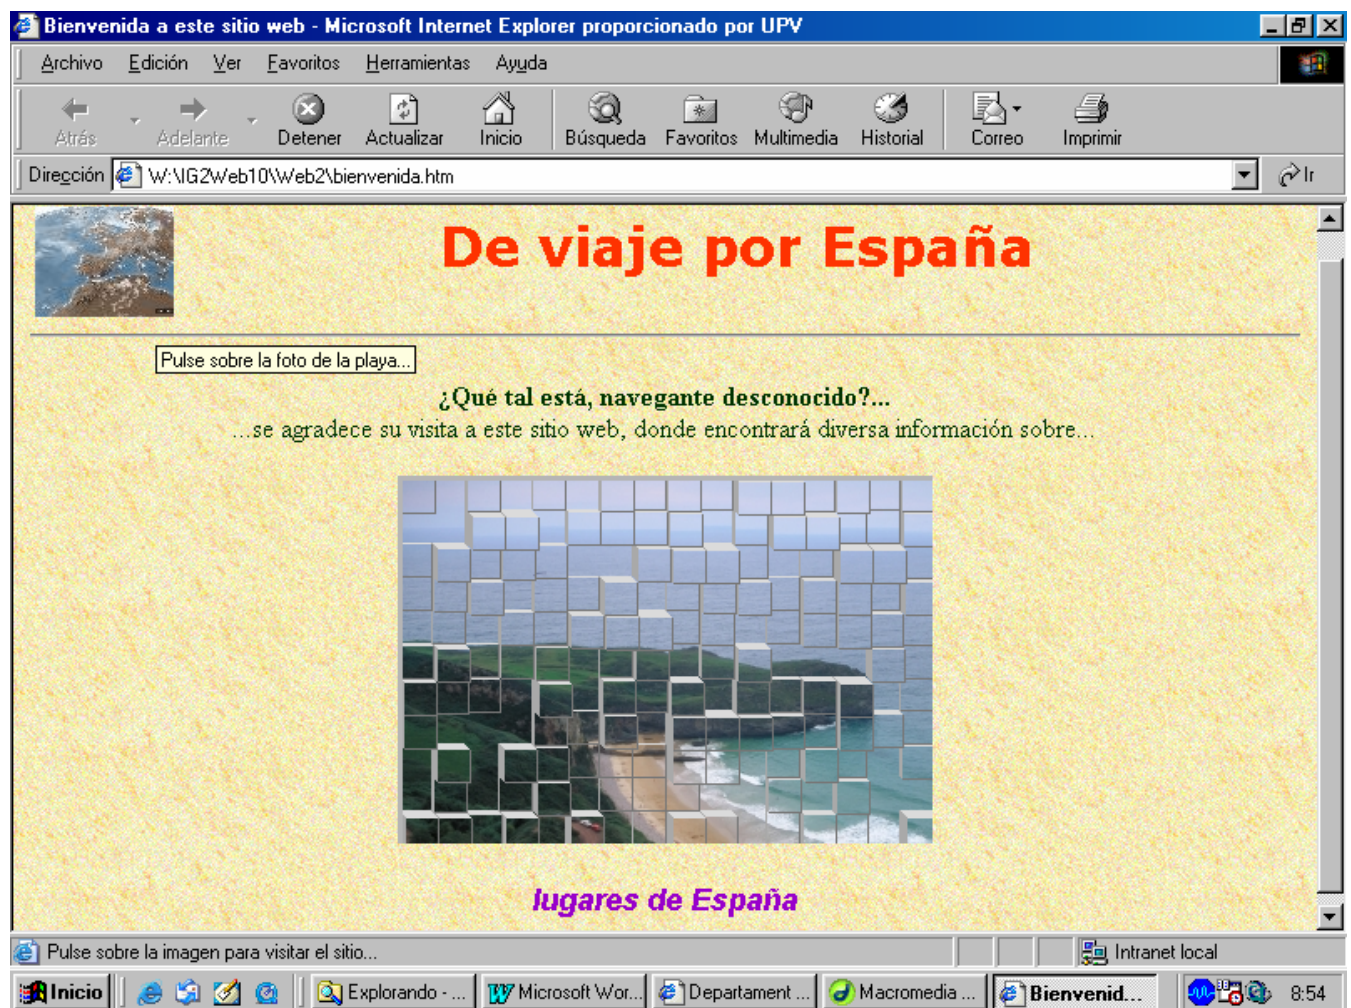 Bienvenida a este sitio web - Microsoft Internet Explorer proporcionado por UPV
Archivo Edición Ver Favoritos Herramientas Ayuda
Atrás Adelante Detener Actualizar Inicio Búsqueda Favoritos Multimedia Historial Correo Imprimir
Dirección W:\IG2Web10\Web2\bienvenida.htm Ir
De viaje por España
Pulse sobre la foto de la playa...
¿Qué tal está, navegante desconocido?...
...se agradece su visita a este sitio web, donde encontrará diversa información sobre...
lugares de España
Pulse sobre la imagen para visitar el sitio... Intranet local
Inicio Explorando - ... Microsoft Wor... Departament ... Macromedia ... Bienvenid... 8:54